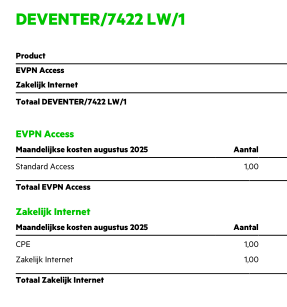 DEVENTER/7422 LW/1
Product
EVPN Access
Zakelijk Internet
Totaal DEVENTER/7422 LW/1
EVPN Access
Maandelijkse kosten augustus 2025 Aantal
Standard Access 1,00
Totaal EVPN Access
Zakelijk Internet
Maandelijkse kosten augustus 2025 Aantal
CPE 1,00
Zakelijk Internet 1,00
Totaal Zakelijk Internet